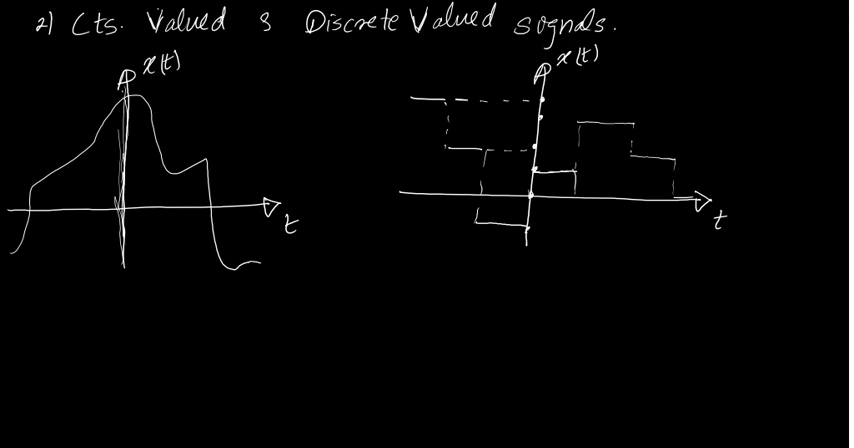 2) Cts. Valued & Discrete Valued signals.
x(t)
x(t)
t
t